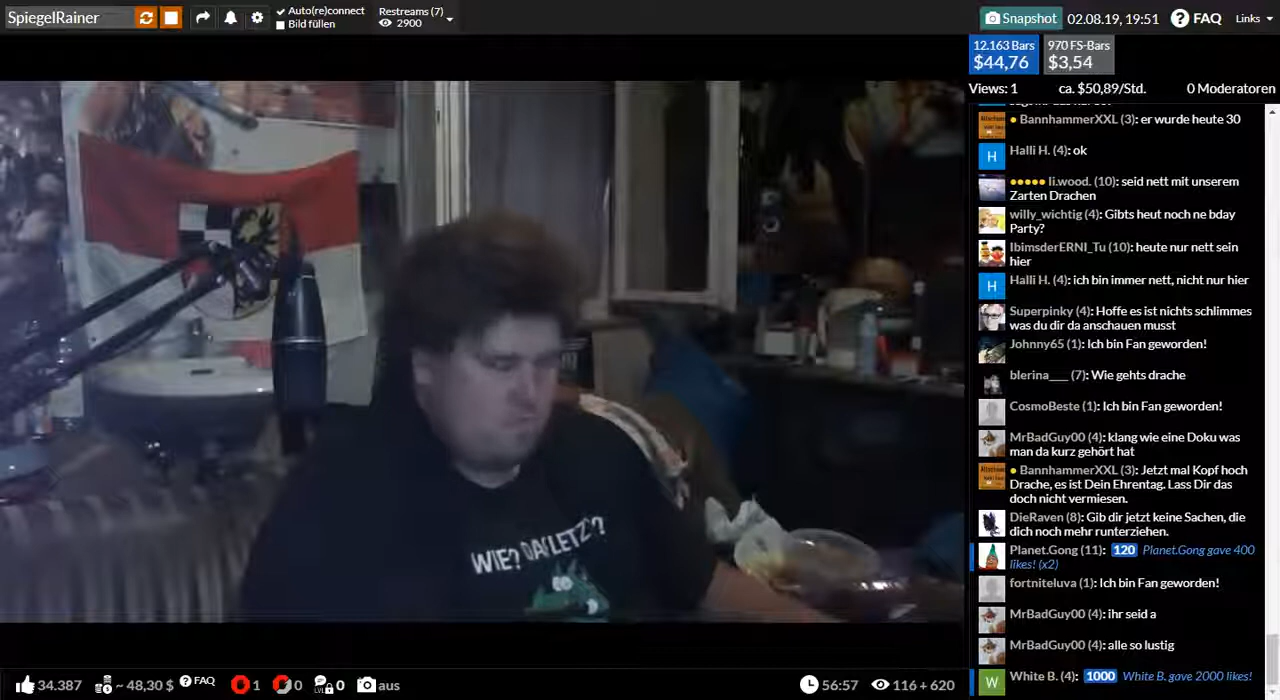 SpiegelRainer
Auto(re)connect
Bild füllen
Restreams (7)
2900
Snapshot
02.08.19, 19:51
FAQ
Links
12.163 Bars
$44,76
970 FS-Bars
$3,54
Views: 1
ca. $50,89/Std.
0 Moderatoren
BannhammerXXL (3): er wurde heute 30
H
Halli H. (4): ok
li.wood. (10): seid nett mit unserem
Zarten Drachen
willy_wichtig (4): Gibts heut noch ne bday
Party?
IbimsderERNI_Tu (10): heute nur nett sein
hier
H
Halli H. (4): ich bin immer nett, nicht nur hier
Superpinky (4): Hoffe es ist nichts schlimmes
was du dir da anschauen musst
Johnny65 (1): Ich bin Fan geworden!
blerina___ (7): Wie gehts drache
CosmoBeste (1): Ich bin Fan geworden!
MrBadGuy00 (4): klang wie eine Doku was
man da kurz gehört hat
BannhammerXXL (3): Jetzt mal Kopf hoch
Drache, es ist Dein Ehrentag. Lass Dir das
doch nicht vermiesen.
DieRaven (8): Gib dir jetzt keine Sachen, die
dich noch mehr runterziehen.
Planet.Gong (11): 120 Planet.Gong gave 400
likes! (x2)
fortniteluva (1): Ich bin Fan geworden!
MrBadGuy00 (4): ihr seid a
MrBadGuy00 (4): alle so lustig
W
White B. (4): 1000 White B. gave 2000 likes!
WIE?
34.387
~ 48,30 $
FAQ
1
LVL
0
aus
56:57
116 + 620